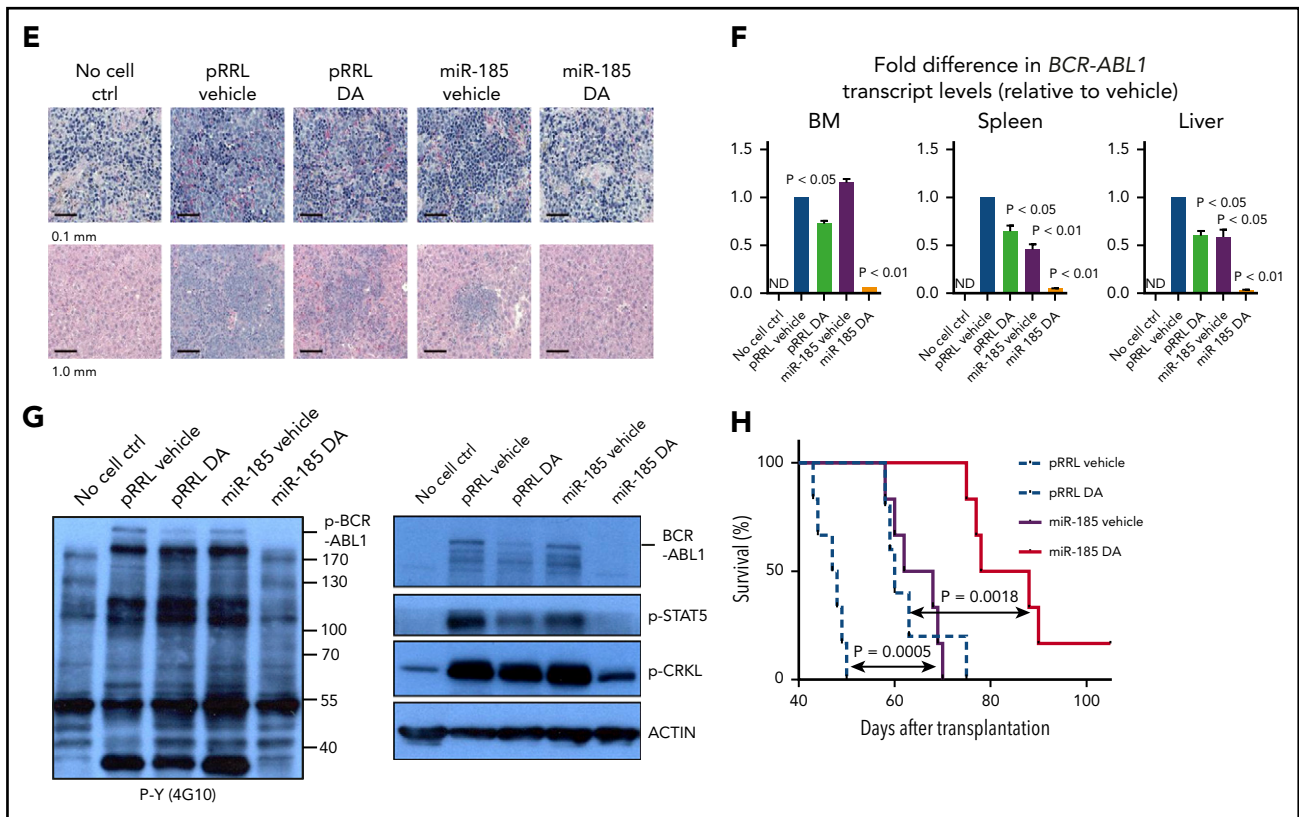 E
No cell
ctrl
pRRL
vehicle
pRRL
DA
miR-185
vehicle
miR-185
DA
0.1 mm
1.0 mm
F
Fold difference in BCR-ABL1
transcript levels (relative to vehicle)
BM
1.5
1.0
0.5
0.0
P < 0.05
P < 0.01
ND
No cell ctrl
pRRL vehicle
pRRL DA
miR-185 vehicle
miR 185 DA
Spleen
1.5
1.0
0.5
0.0
P < 0.05
P < 0.01
P < 0.01
ND
No cell ctrl
pRRL vehicle
pRRL DA
miR-185 vehicle
miR 185 DA
Liver
1.5
1.0
0.5
0.0
P < 0.05
P < 0.05
P < 0.01
ND
No cell ctrl
pRRL vehicle
pRRL DA
miR-185 vehicle
miR 185 DA
G
No cell ctrl
pRRL vehicle
pRRL DA
miR-185 vehicle
miR-185 DA
p-BCR
-ABL1
170
130
100
70
55
40
P-Y (4G10)
No cell ctrl
pRRL vehicle
pRRL DA
miR-185 vehicle
miR-185 DA
BCR
-ABL1
p-STAT5
p-CRKL
ACTIN
H
100
50
0
Survival (%)
pRRL vehicle
pRRL DA
miR-185 vehicle
miR-185 DA
P = 0.0018
P = 0.0005
40
60
80
100
Days after transplantation